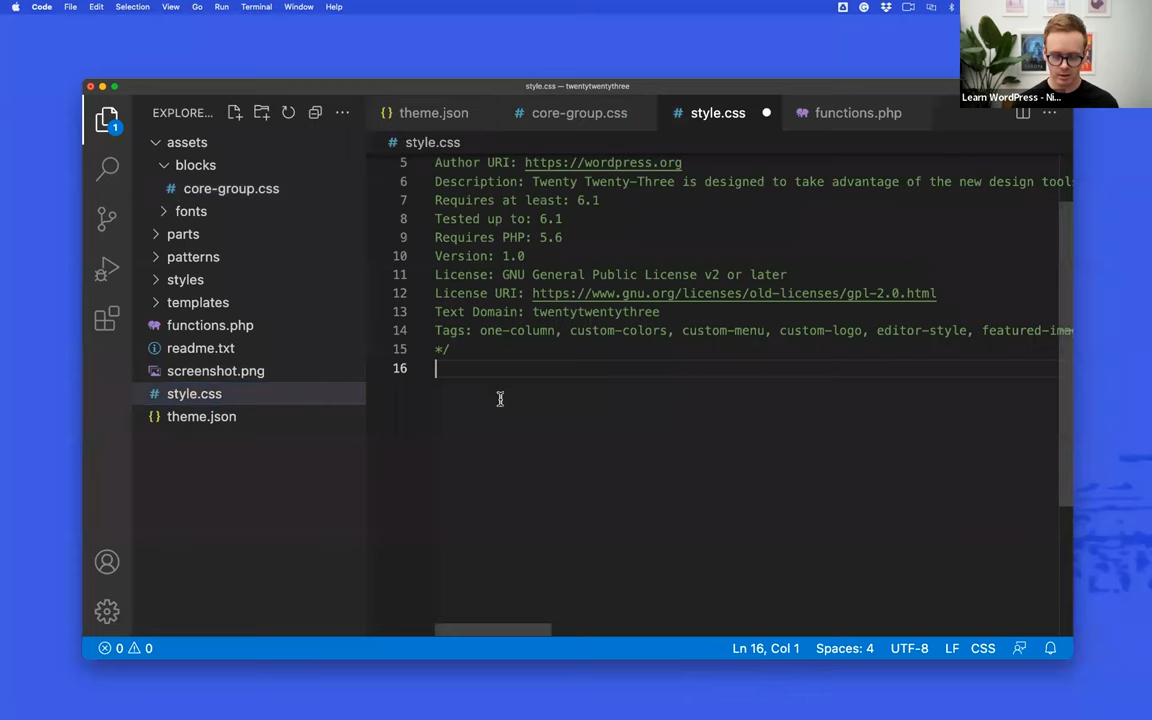 Code File Edit Selection View Go Run Terminal Window Help
Learn WordPress - Ni...
style.css — twentytwentythree
EXPLORE...
theme.json
core-group.css
style.css
functions.php
style.css
1
assets
blocks
core-group.css
fonts
parts
patterns
styles
templates
functions.php
readme.txt
screenshot.png
style.css
theme.json
5 Author URI: https://wordpress.org
6 Description: Twenty Twenty-Three is designed to take advantage of the new design tool
7 Requires at least: 6.1
8 Tested up to: 6.1
9 Requires PHP: 5.6
10 Version: 1.0
11 License: GNU General Public License v2 or later
12 License URI: https://www.gnu.org/licenses/old-licenses/gpl-2.0.html
13 Text Domain: twentytwentythree
14 Tags: one-column, custom-colors, custom-menu, custom-logo, editor-style, featured-ima
15 */
16
0 0 Ln 16, Col 1 Spaces: 4 UTF-8 LF CSS